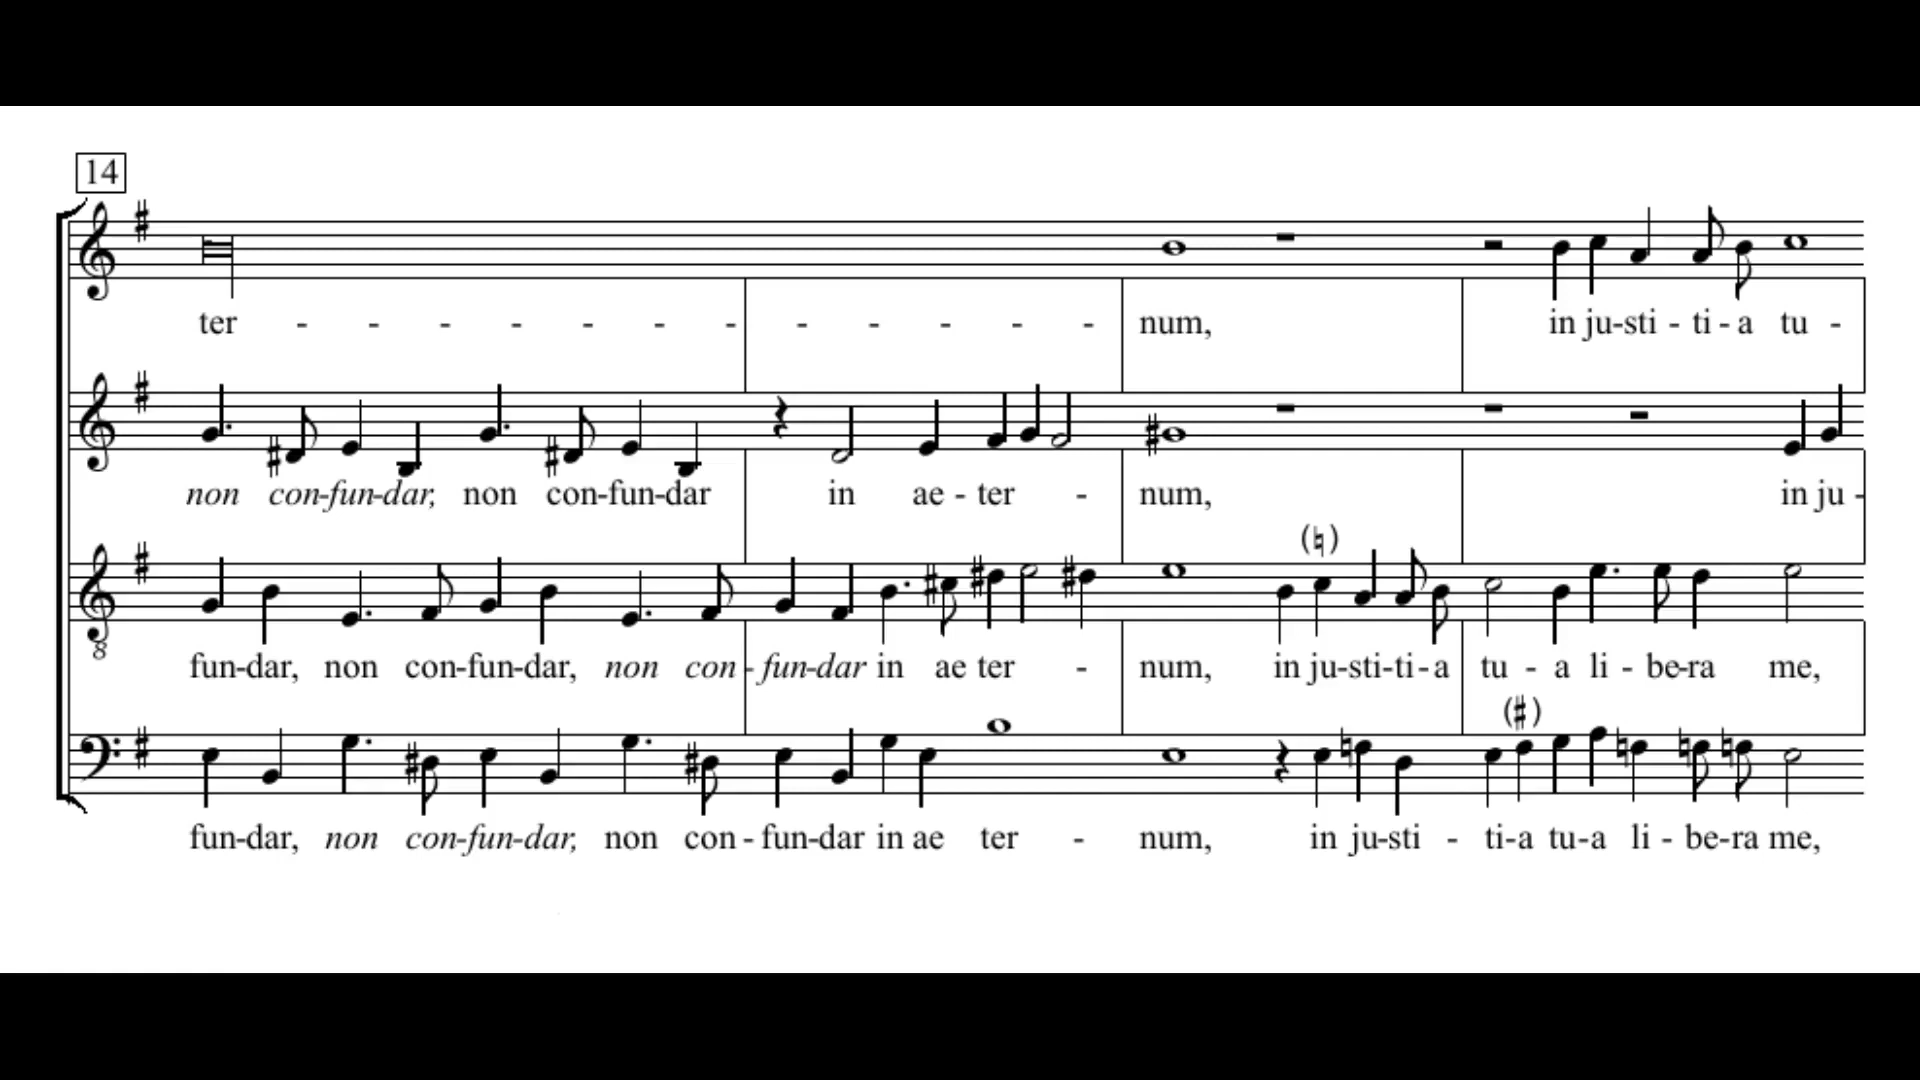 14
ter - - - - - - - - - - - - num, in ju-sti - ti - a tu -
non con-fun-dar, non con-fun-dar in ae - ter - num, in ju -
(♮)
8
fun-dar, non con-fun-dar, non con - fun-dar in ae ter - num, in ju-sti-ti-a tu - a li - be-ra me,
(♯)
fun-dar, non con-fun-dar, non con - fun-dar in ae ter - num, in ju-sti - ti-a tu-a li - be-ra me,